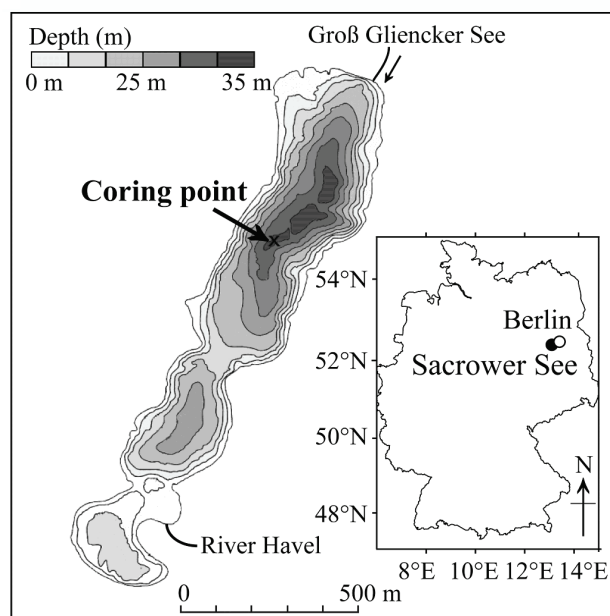 Depth (m)
0 m 25 m 35 m
Groß Gliencker See
Coring point
x
River Havel
0 500 m
54°N
52°N
50°N
48°N
Berlin
Sacrower See
N
8°E 10°E 12°E 14°E